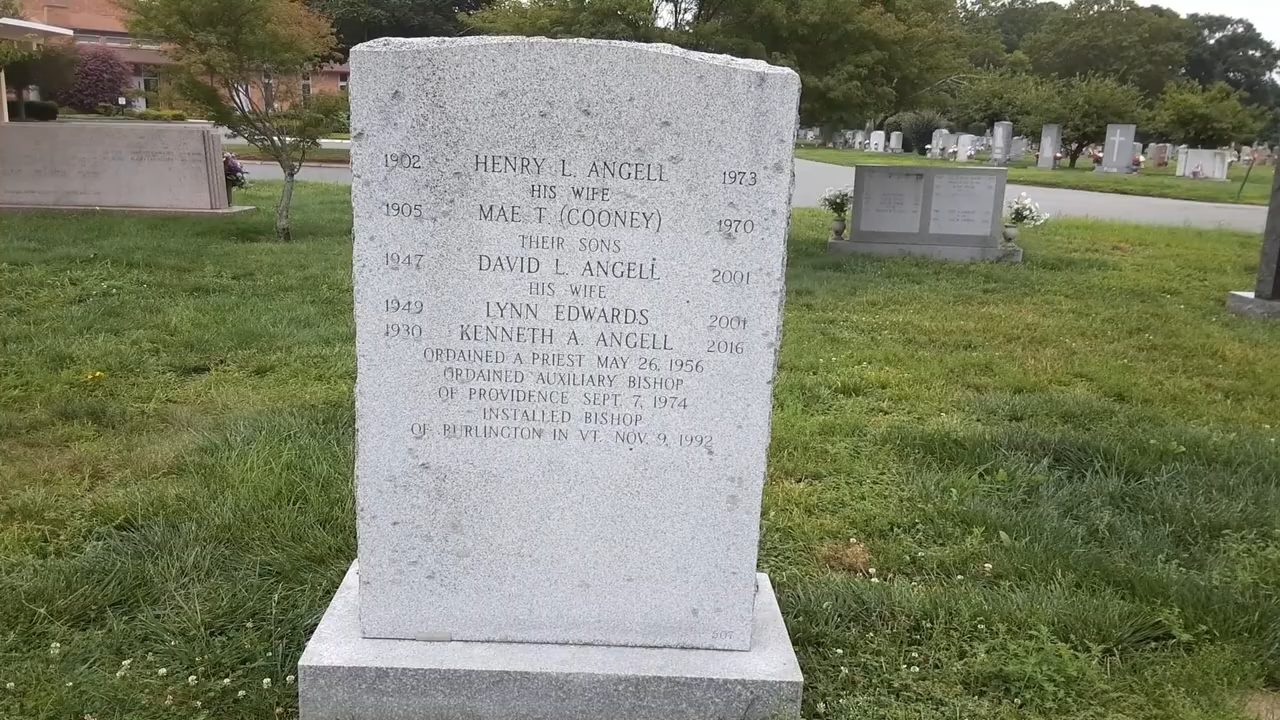 1902 HENRY L. ANGELL 1973
HIS WIFE
1905 MAE T. (COONEY) 1970
THEIR SONS
1947 DAVID L. ANGELL 2001
HIS WIFE
1949 LYNN EDWARDS 2001
1930 KENNETH A. ANGELL 2016
ORDAINED A PRIEST MAY 26, 1956
ORDAINED AUXILIARY BISHOP
OF PROVIDENCE SEPT. 7, 1974
INSTALLED BISHOP
OF BURLINGTON IN VT. NOV. 9, 1992
507